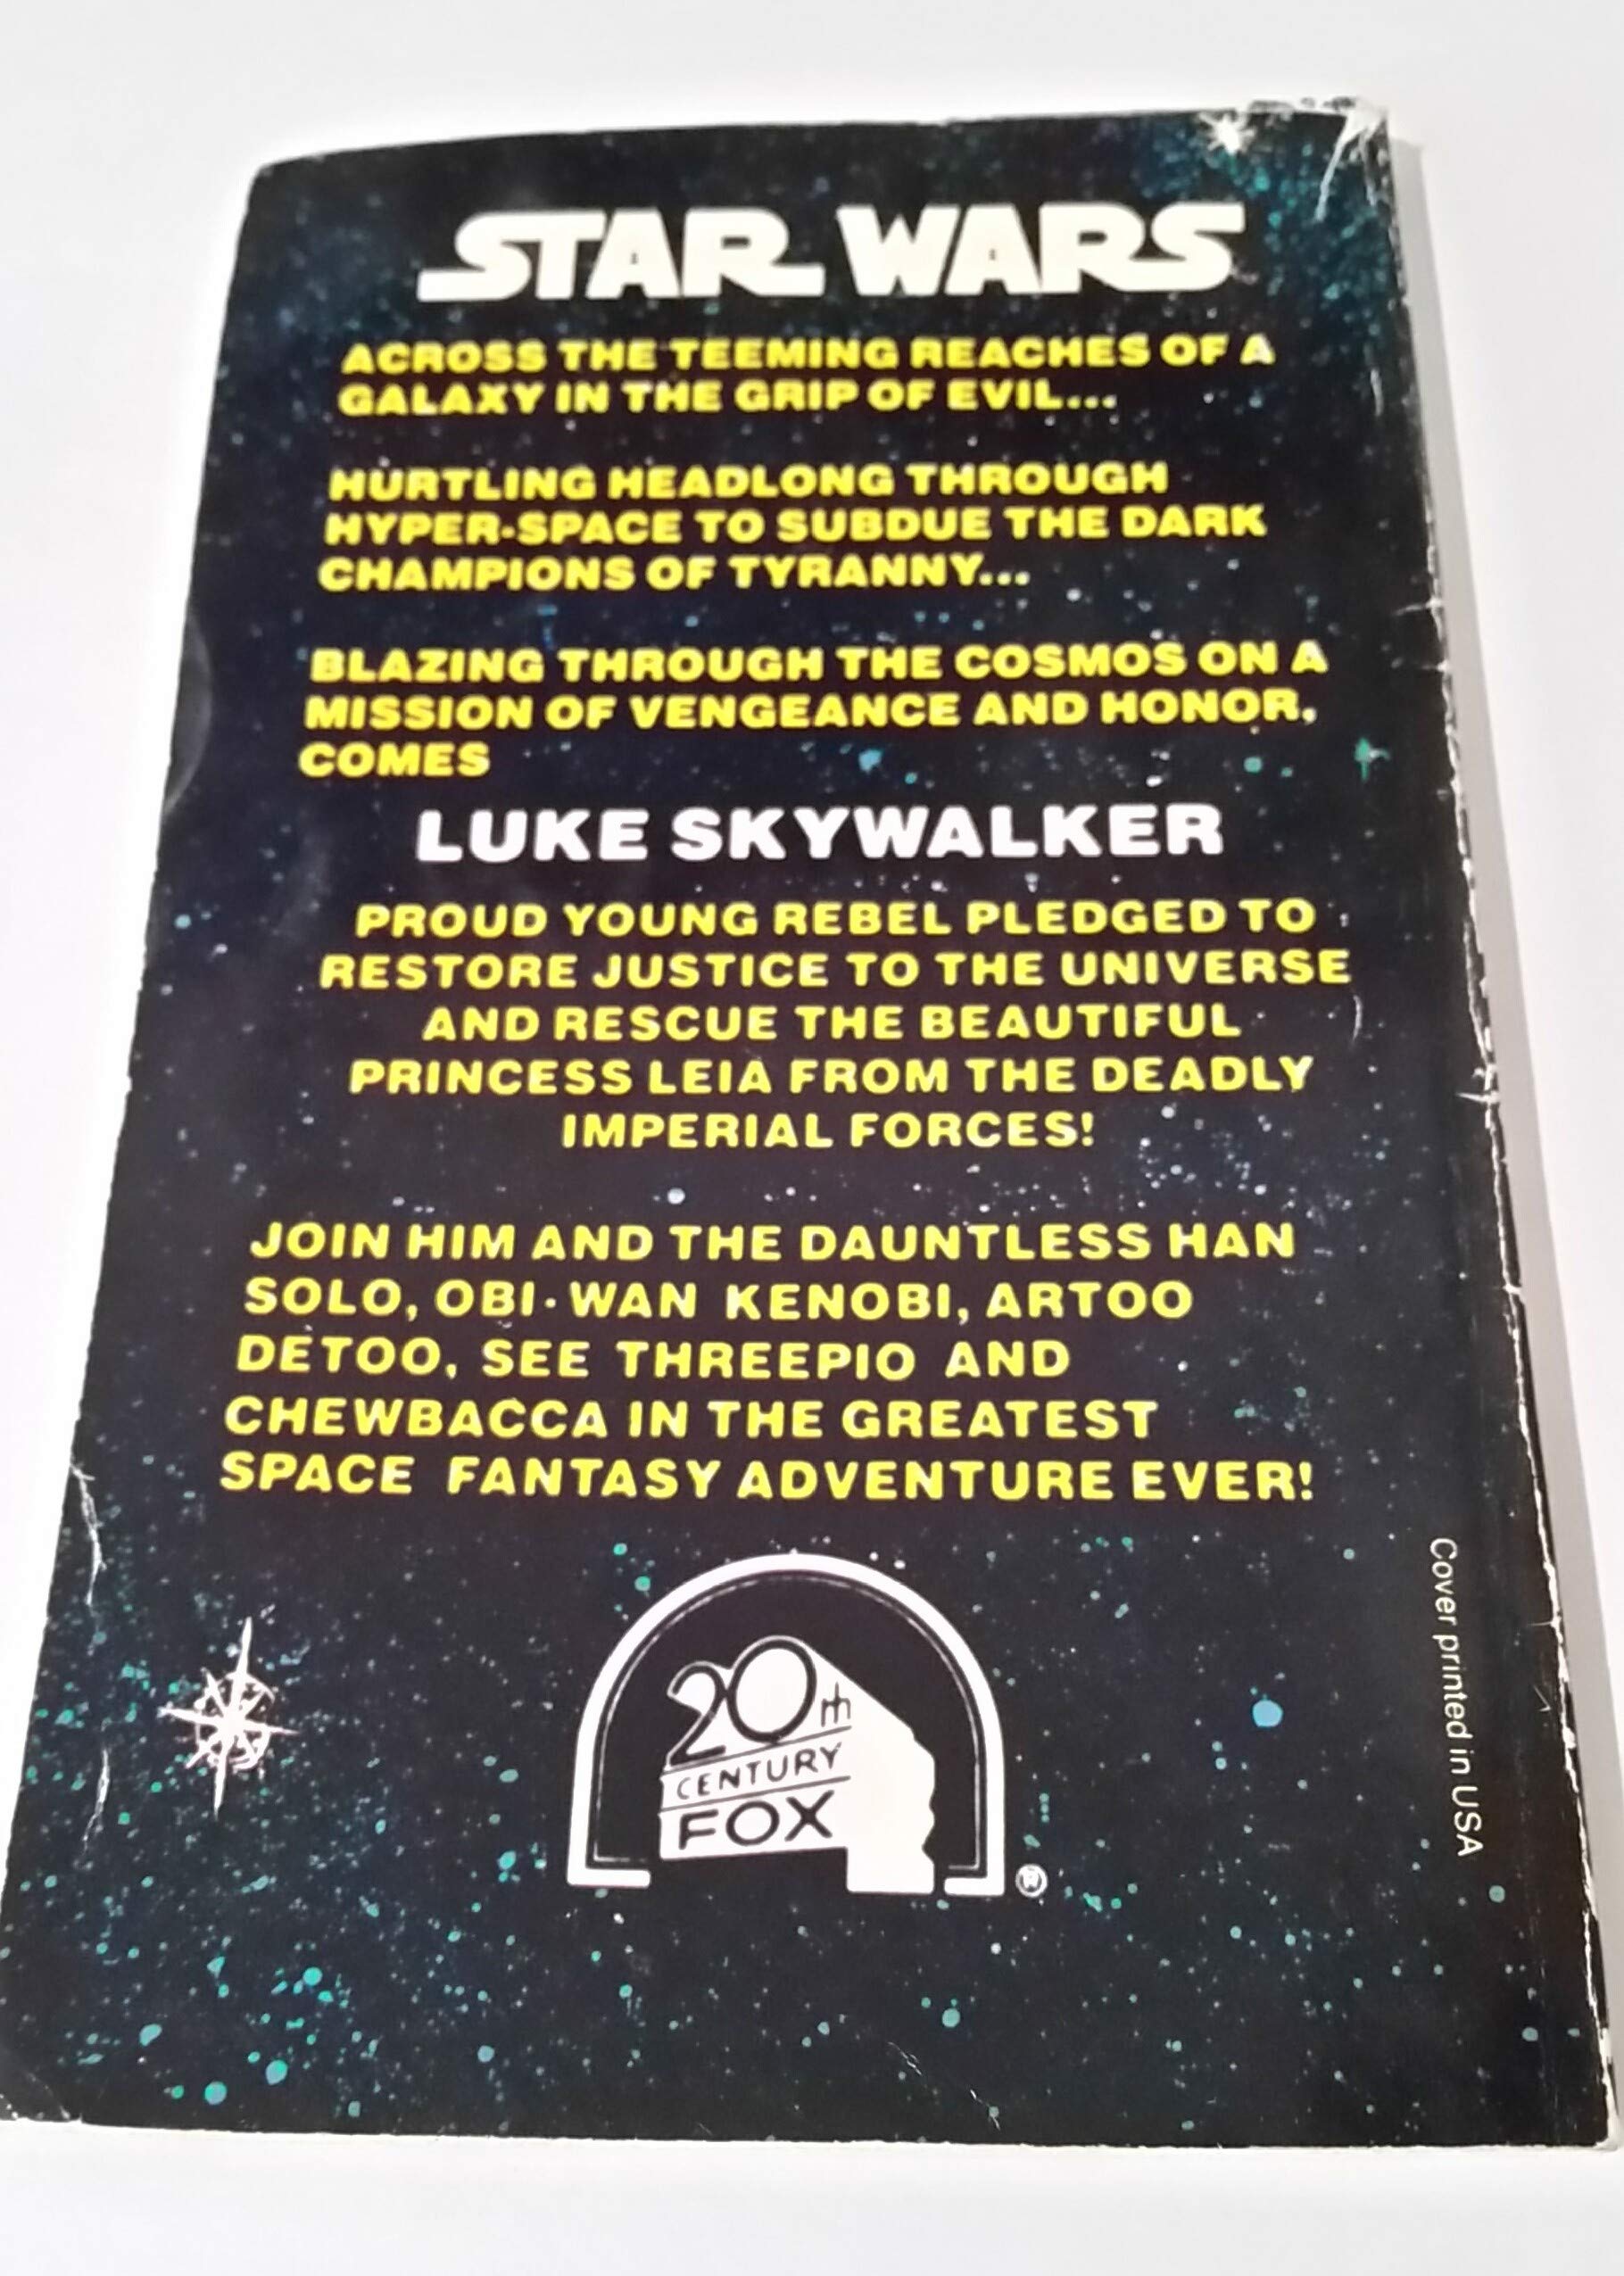 STAR WARS
ACROSS THE TEEMING REACHES OF A
GALAXY IN THE GRIP OF EVIL...
HURTLING HEADLONG THROUGH
HYPER-SPACE TO SUBDUE THE DARK
CHAMPIONS OF TYRANNY...
BLAZING THROUGH THE COSMOS ON A
MISSION OF VENGEANCE AND HONOR,
COMES
LUKE SKYWALKER
PROUD YOUNG REBEL PLEDGED TO
RESTORE JUSTICE TO THE UNIVERSE
AND RESCUE THE BEAUTIFUL
PRINCESS LEIA FROM THE DEADLY
IMPERIAL FORCES!
JOIN HIM AND THE DAUNTLESS HAN
SOLO, OBI-WAN KENOBI, ARTOO
DETOO, SEE THREEPIO AND
CHEWBACCA IN THE GREATEST
SPACE FANTASY ADVENTURE EVER!
20th
CENTURY
FOX
®
Cover printed in USA